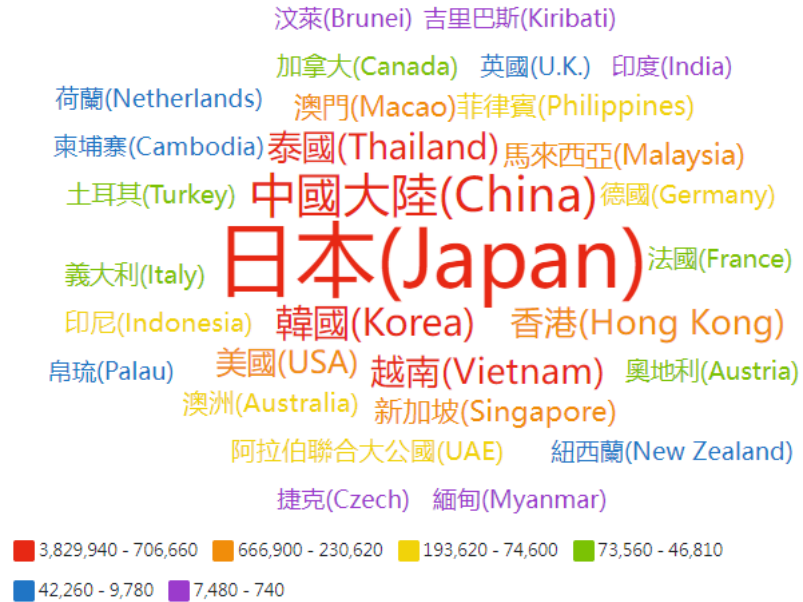 汶萊(Brunei) 吉里巴斯(Kiribati)
加拿大(Canada) 英國(U.K.) 印度(India)
荷蘭(Netherlands) 澳門(Macao) 菲律賓(Philippines)
柬埔寨(Cambodia) 泰國(Thailand) 馬來西亞(Malaysia)
土耳其(Turkey) 中國大陸(China) 德國(Germany)
日本(Japan) 法國(France)
義大利(Italy)
印尼(Indonesia) 韓國(Korea) 香港(Hong Kong)
帛琉(Palau) 美國(USA) 越南(Vietnam) 奧地利(Austria)
澳洲(Australia) 新加坡(Singapore)
阿拉伯聯合大公國(UAE) 紐西蘭(New Zealand)
捷克(Czech) 緬甸(Myanmar)
3,829,940 - 706,660 666,900 - 230,620 193,620 - 74,600 73,560 - 46,810
42,260 - 9,780 7,480 - 740